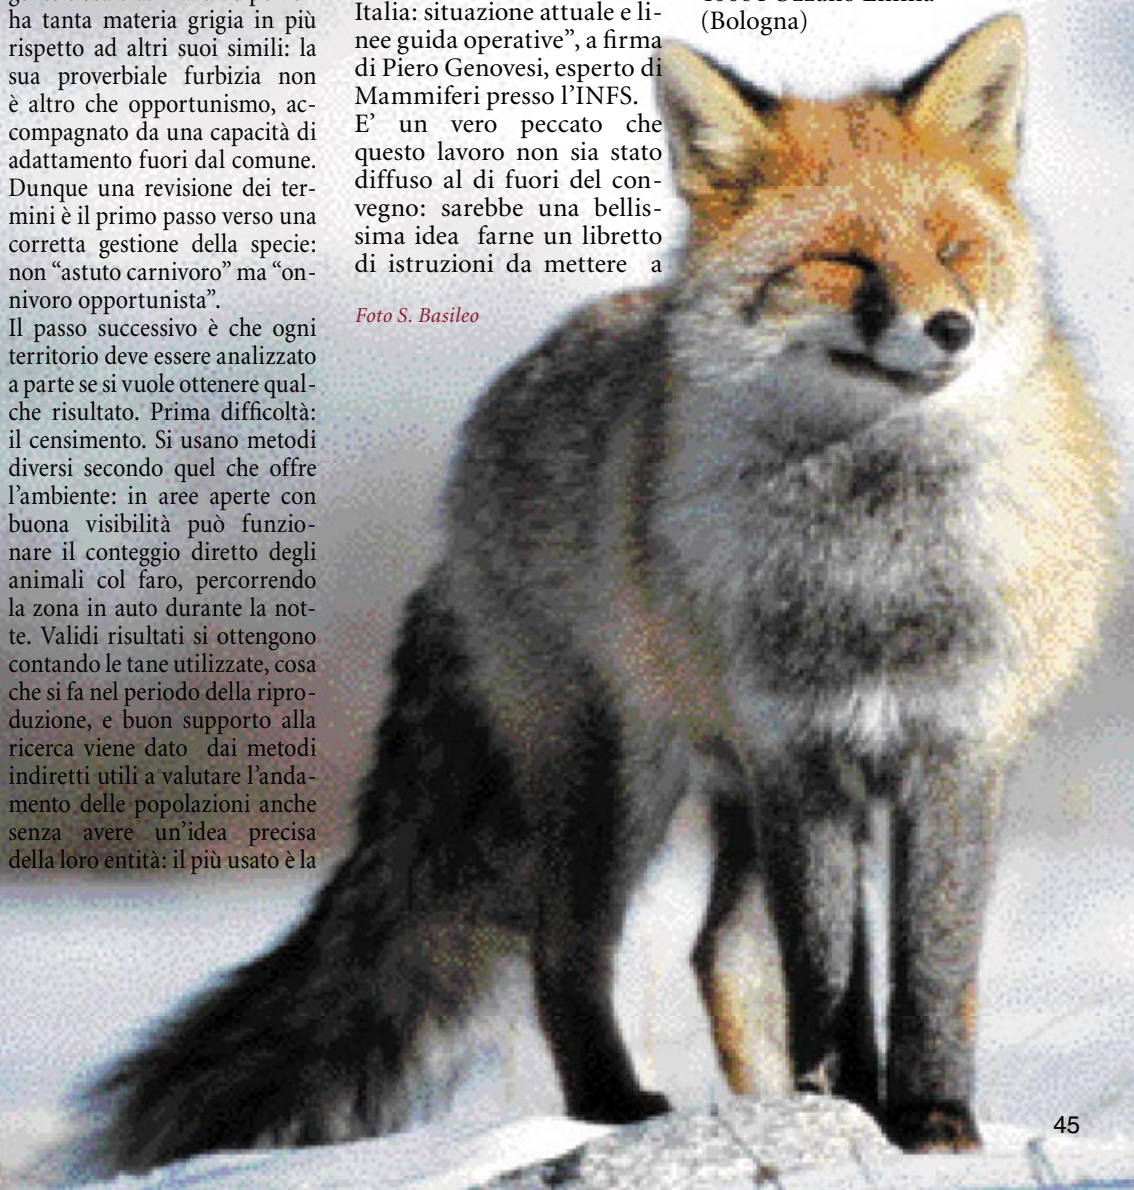 ha tanta materia grigia in più
rispetto ad altri suoi simili: la
sua proverbiale furbizia non
è altro che opportunismo, ac-
compagnato da una capacità di
adattamento fuori dal comune.
Dunque una revisione dei ter-
mini è il primo passo verso una
corretta gestione della specie:
non “astuto carnivoro” ma “on-
nivoro opportunista”.
Il passo successivo è che ogni
territorio deve essere analizzato
a parte se si vuole ottenere qual-
che risultato. Prima difficoltà:
il censimento. Si usano metodi
diversi secondo quel che offre
l’ambiente: in aree aperte con
buona visibilità può funzio-
nare il conteggio diretto degli
animali col faro, percorrendo
la zona in auto durante la not-
te. Validi risultati si ottengono
contando le tane utilizzate, cosa
che si fa nel periodo della ripro-
duzione, e buon supporto alla
ricerca viene dato dai metodi
indiretti utili a valutare l’anda-
mento delle popolazioni anche
senza avere un’idea precisa
della loro entità: il più usato è la
Italia: situazione attuale e li-
nee guida operative”, a firma
di Piero Genovesi, esperto di
Mammiferi presso l’INFS.
E’ un vero peccato che
questo lavoro non sia stato
diffuso al di fuori del con-
vegno: sarebbe una bellis-
sima idea farne un libretto
di istruzioni da mettere a
Foto S. Basileo
(Bologna)
45